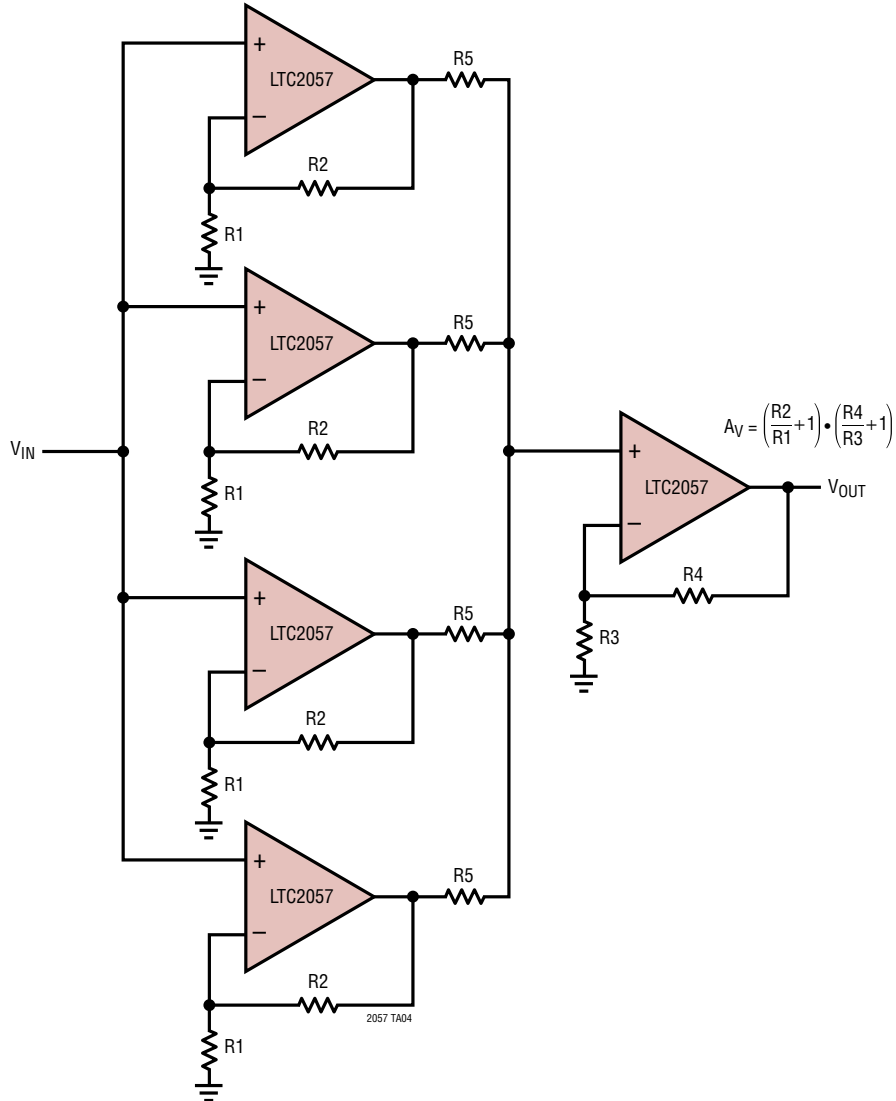 +
LTC2057
−
R5
R2
R1
+
LTC2057
−
R5
R2
R1
VIN
+
LTC2057
−
R4
R3
AV = (R2/R1+1)•(R4/R3+1)
VOUT
+
LTC2057
−
R5
R2
R1
+
LTC2057
−
R5
R2
2057 TA04
R1